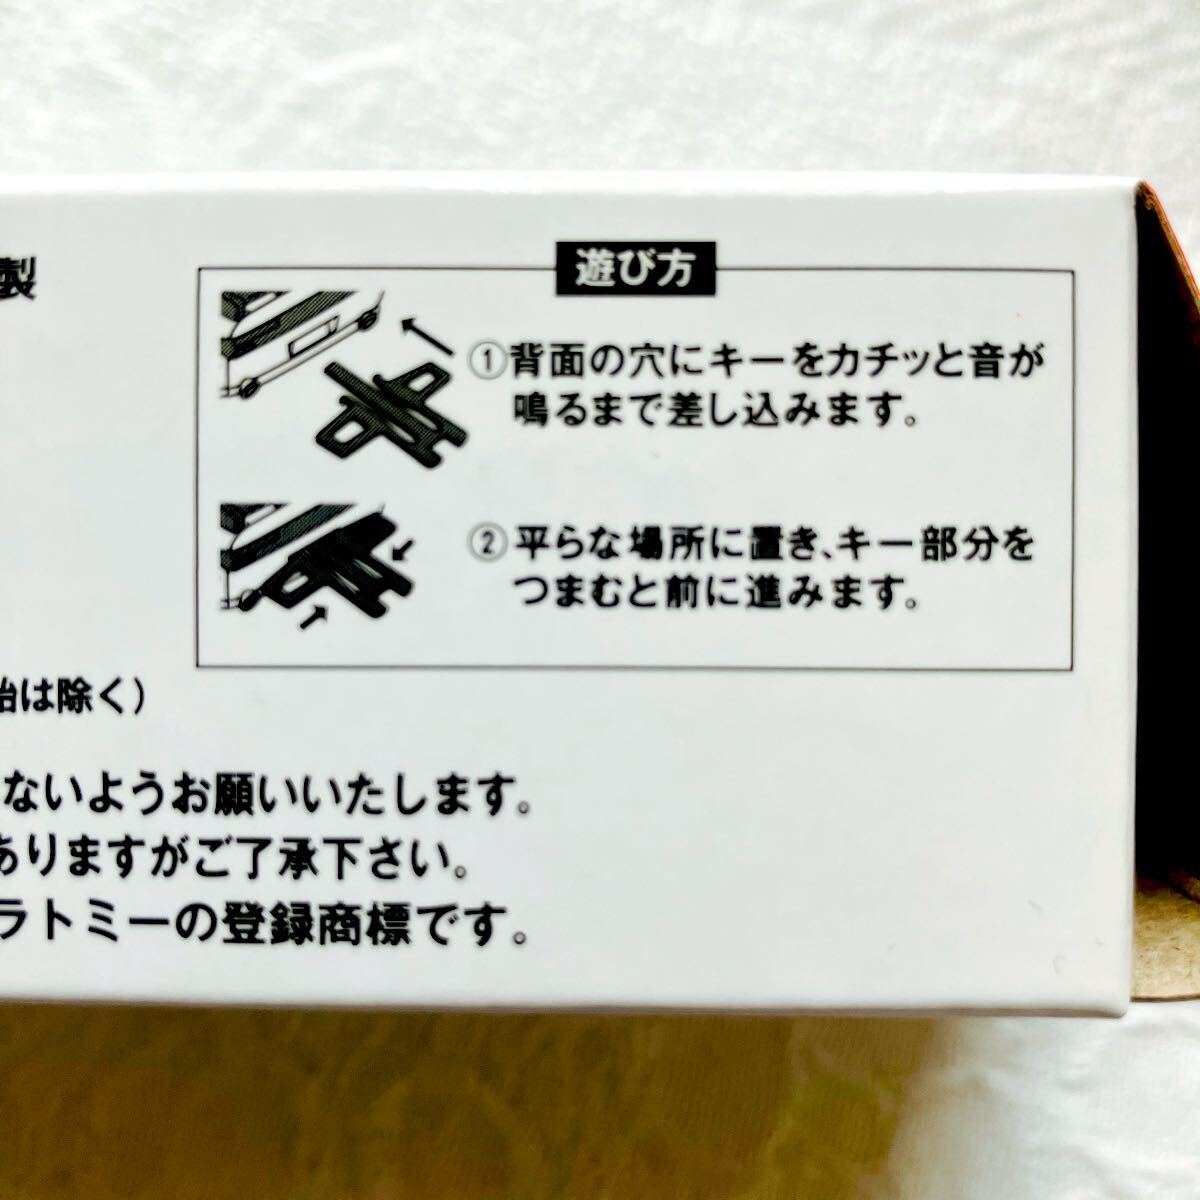 製
遊び方
①背面の穴にキーをカチッと音が
鳴るまで差し込みます。
②平らな場所に置き、キー部分を
つまむと前に進みます。
始は除く)
ないようお願いいたします。
ありますがご了承下さい。
ラトミーの登録商標です。